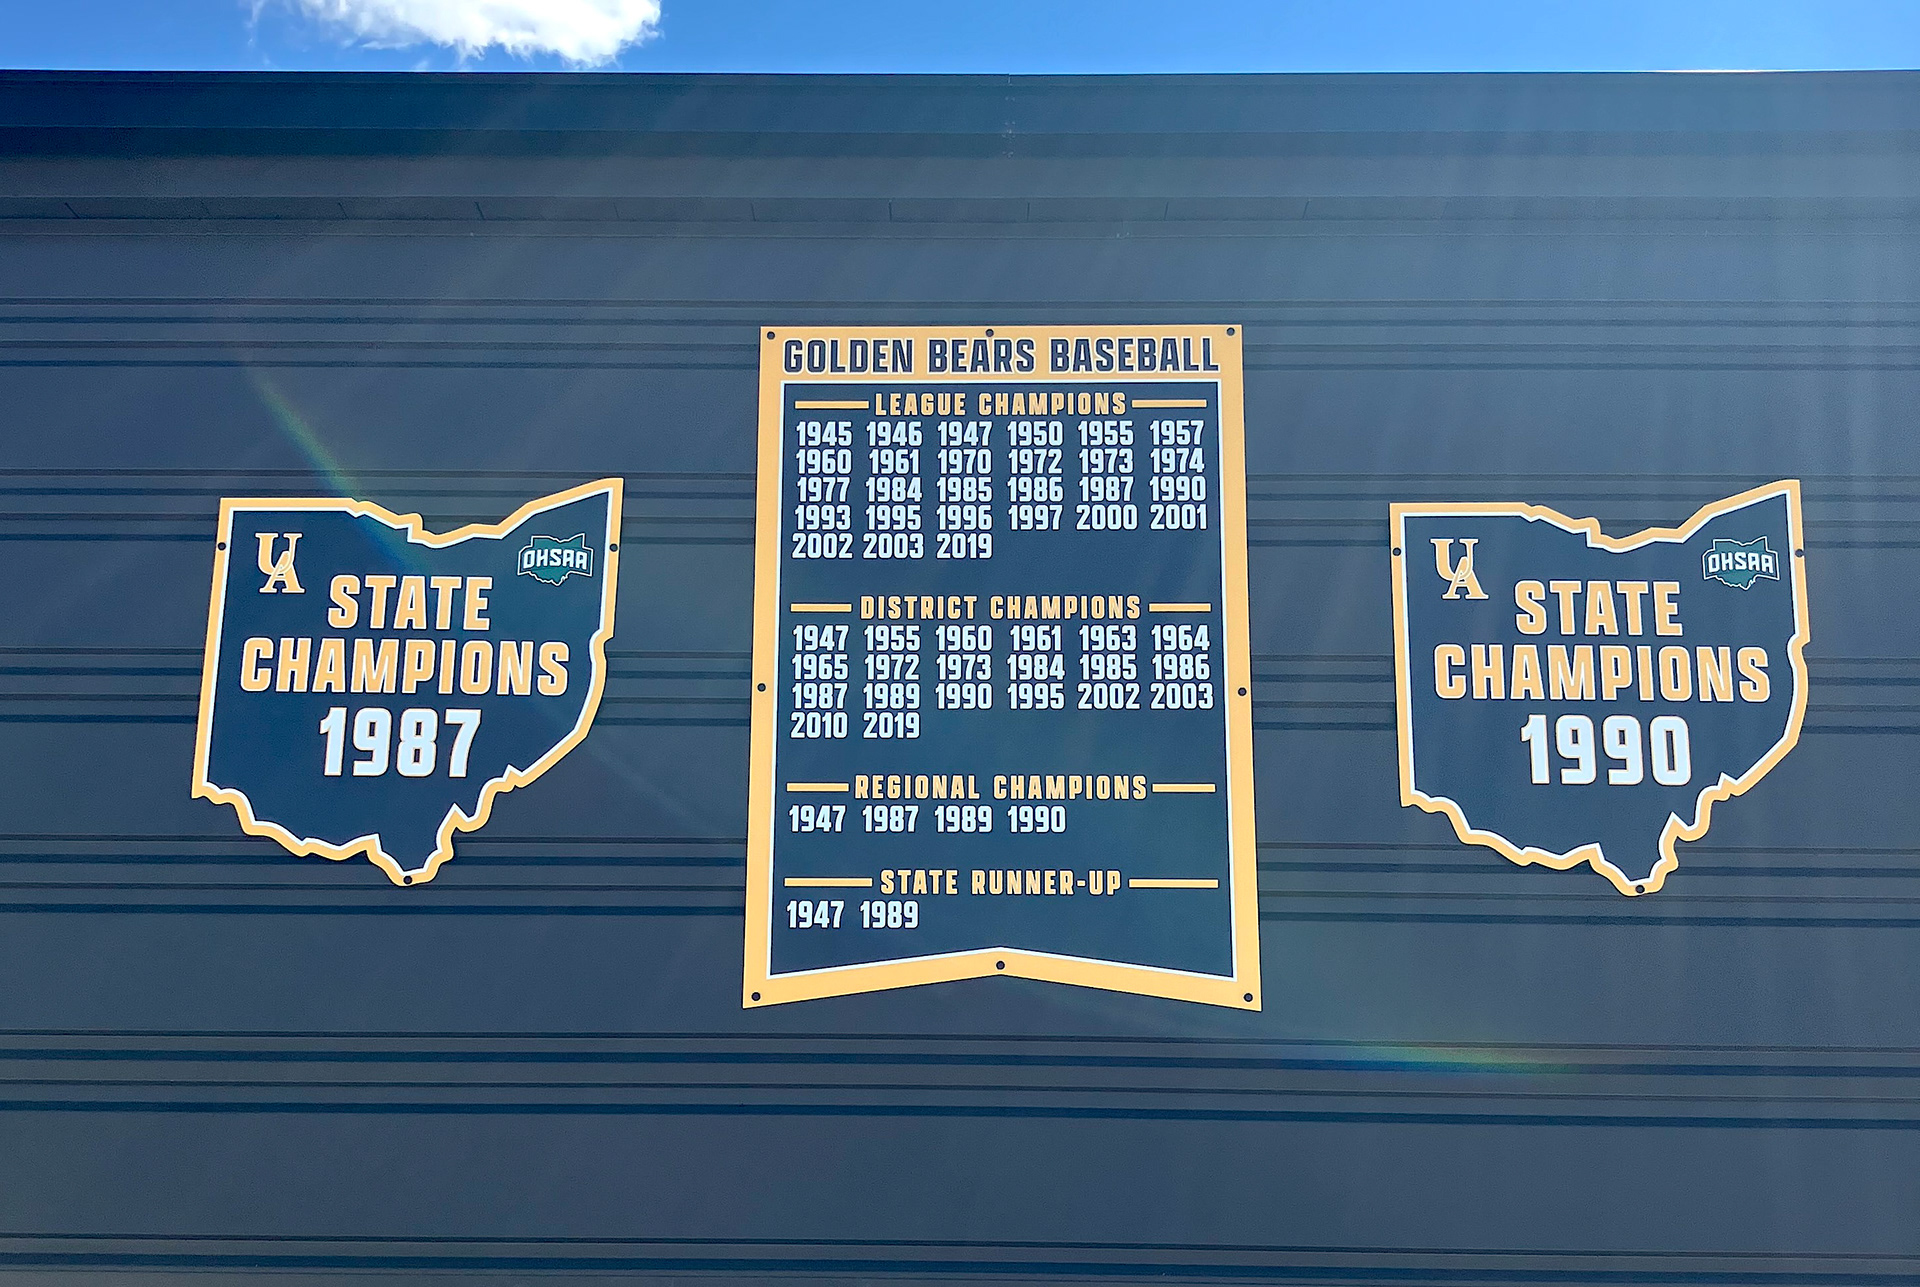 UA
OHSAA
STATE
CHAMPIONS
1987
GOLDEN BEARS BASEBALL
LEAGUE CHAMPIONS
1945 1946 1947 1950 1955 1957
1960 1961 1970 1972 1973 1974
1977 1984 1985 1986 1987 1990
1993 1995 1996 1997 2000 2001
2002 2003 2019
DISTRICT CHAMPIONS
1947 1955 1960 1961 1963 1964
1965 1972 1973 1984 1985 1986
1987 1989 1990 1995 2002 2003
2010 2019
REGIONAL CHAMPIONS
1947 1987 1989 1990
STATE RUNNER-UP
1947 1989
UA
OHSAA
STATE
CHAMPIONS
1990